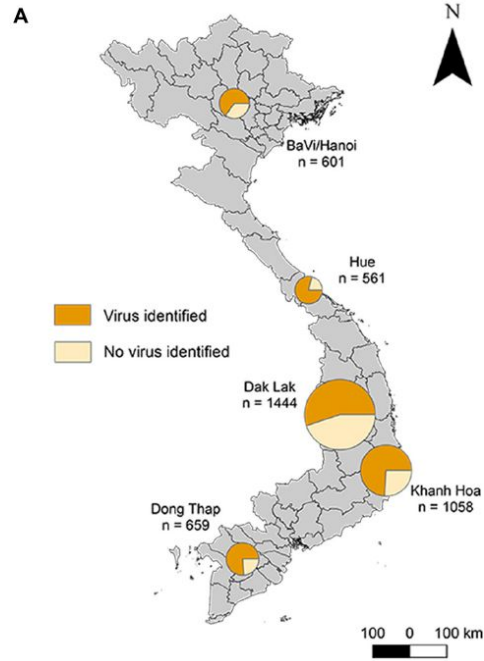 A
N
BaVi/Hanoi
n = 601
Hue
n = 561
Virus identified
No virus identified
Dak Lak
n = 1444
Khanh Hoa
n = 1058
Dong Thap
n = 659
100 0 100 km